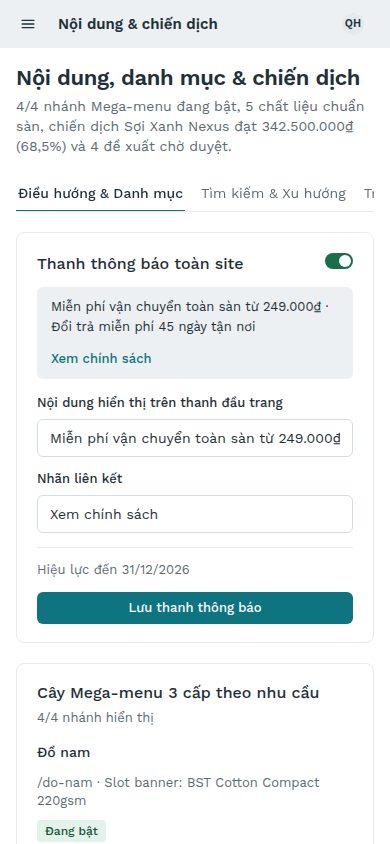 Nội dung & chiến dịch
QH
Nội dung, danh mục & chiến dịch
4/4 nhánh Mega-menu đang bật, 5 chất liệu chuẩn
sàn, chiến dịch Sợi Xanh Nexus đạt 342.500.000₫
(68,5%) và 4 đề xuất chờ duyệt.
Điều hướng & Danh mục
Tìm kiếm & Xu hướng
Thanh thông báo toàn site
Miễn phí vận chuyển toàn sàn từ 249.000₫ ·
Đổi trả miễn phí 45 ngày tận nơi
Xem chính sách
Nội dung hiển thị trên thanh đầu trang
Miễn phí vận chuyển toàn sàn từ 249.000₫
Nhãn liên kết
Xem chính sách
Hiệu lực đến 31/12/2026
Lưu thanh thông báo
Cây Mega-menu 3 cấp theo nhu cầu
4/4 nhánh hiển thị
Đồ nam
/do-nam · Slot banner: BST Cotton Compact
220gsm
Đang bật